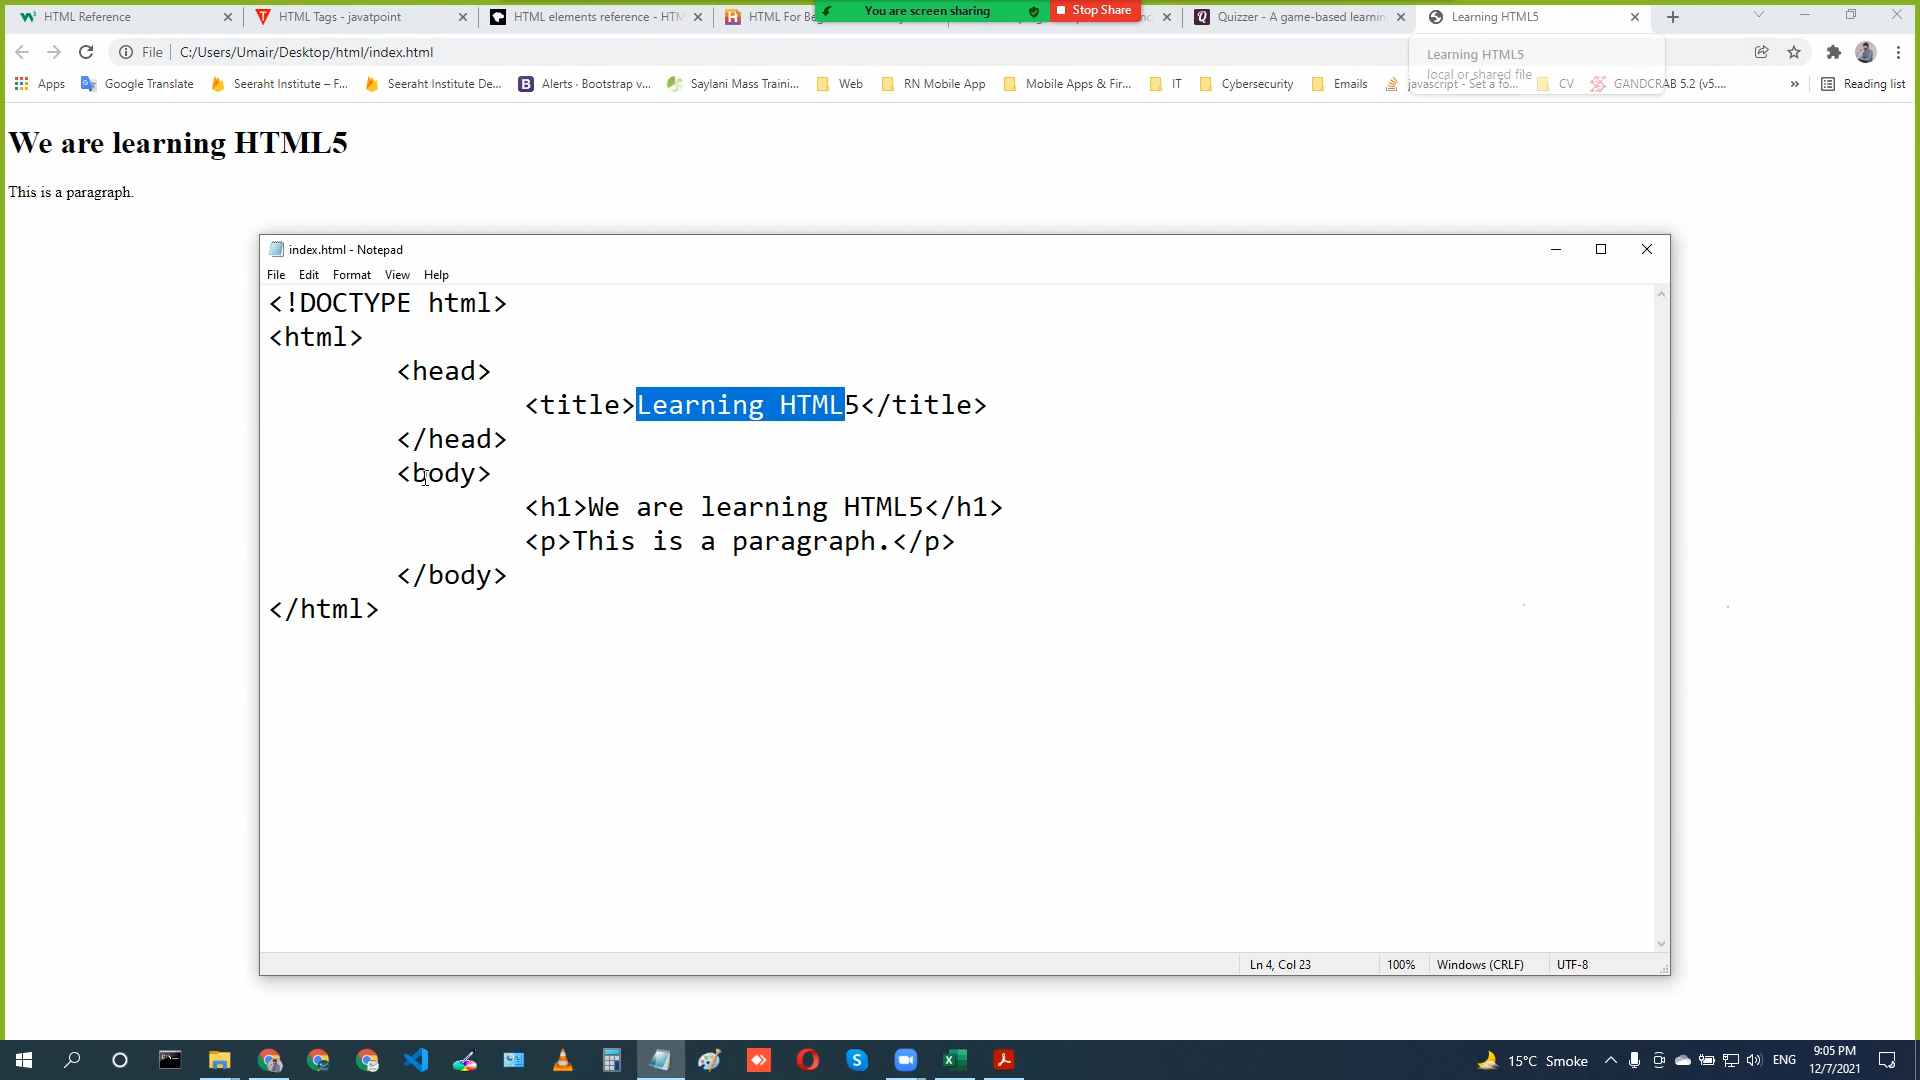 HTML Reference
HTML Tags - javatpoint
HTML elements reference - HTM
HTML For Be
You are screen sharing
Stop Share
Quizzer - A game-based learnin
Learning HTML5
File
C:/Users/Umair/Desktop/html/index.html
Learning HTML5
local or shared file
Apps
Google Translate
Seeraht Institute – F...
Seeraht Institute De...
Alerts · Bootstrap v...
Saylani Mass Traini...
Web
RN Mobile App
Mobile Apps & Fir...
IT
Cybersecurity
Emails
javascript - Set a fo...
CV
GANDCRAB 5.2 (v5....
»
Reading list
We are learning HTML5
This is a paragraph.
index.html - Notepad
File Edit Format View Help
<!DOCTYPE html>
<html>
<head>
<title>Learning HTML5</title>
</head>
<body>
<h1>We are learning HTML5</h1>
<p>This is a paragraph.</p>
</body>
</html>
Ln 4, Col 23
100%
Windows (CRLF)
UTF-8
15°C Smoke
ENG
9:05 PM
12/7/2021